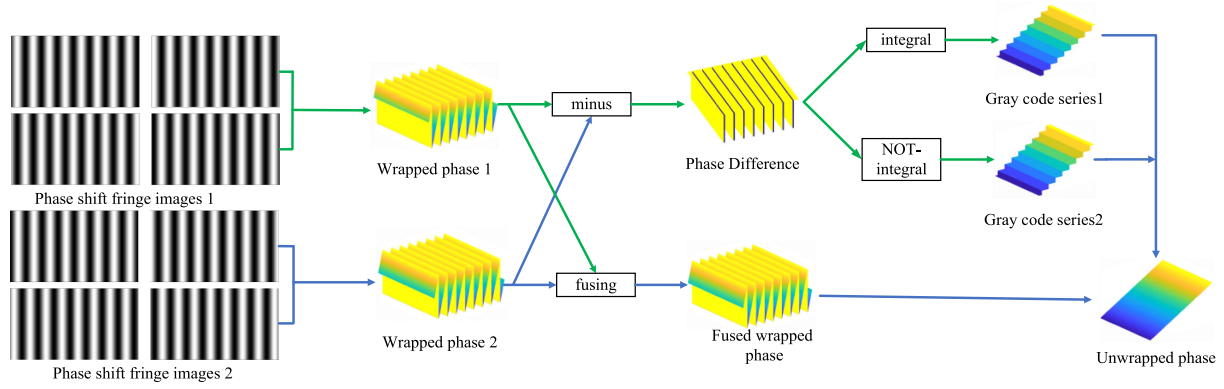 Phase shift fringe images 1
Phase shift fringe images 2
Wrapped phase 1
Wrapped phase 2
minus
fusing
Phase Difference
Fused wrapped
phase
integral
NOT-
integral
Gray code series1
Gray code series2
Unwrapped phase